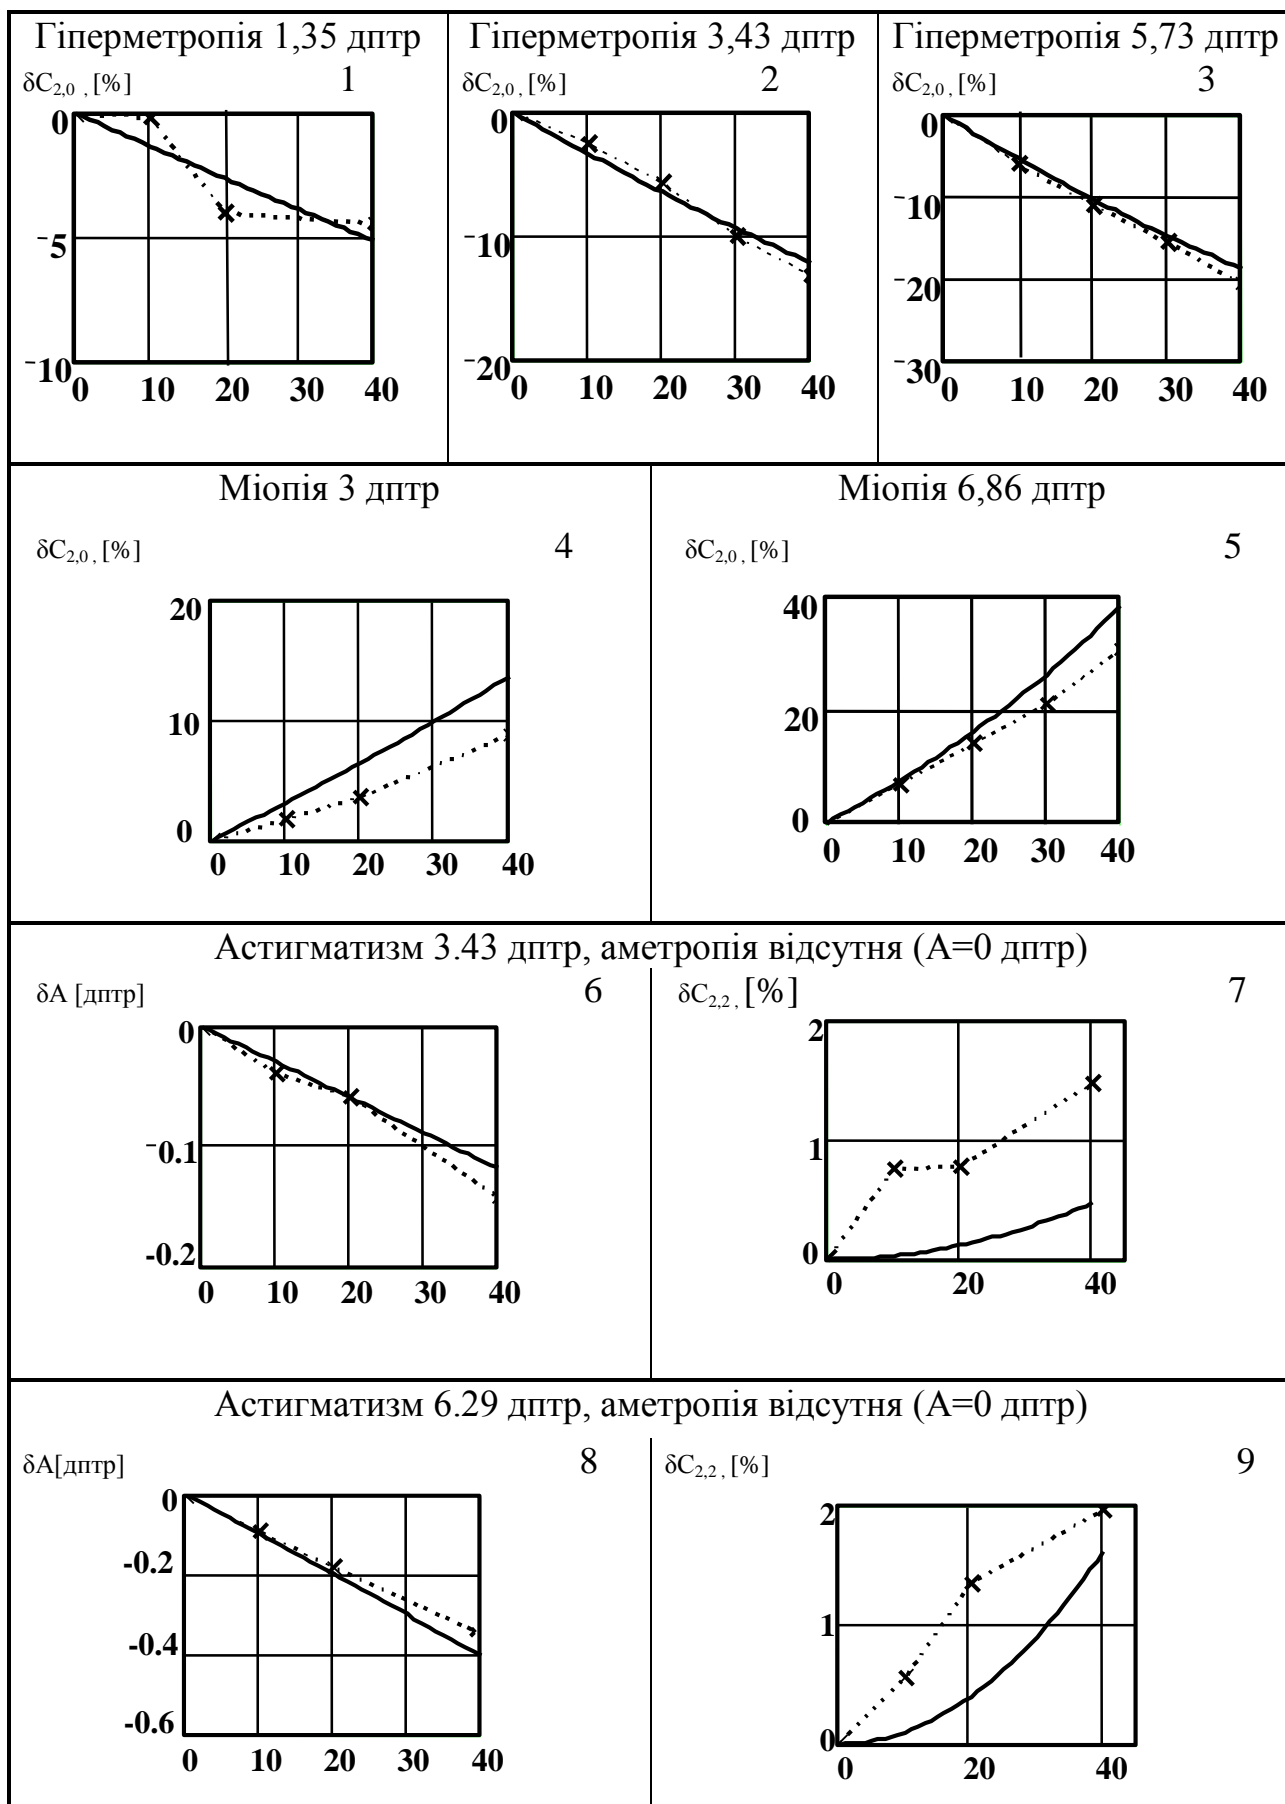 Гіперметропія 1,35 дптр
δC2,0 , [%] 1
0
-5
-10
0 10 20 30 40
Гіперметропія 3,43 дптр
δC2,0 , [%] 2
0
-10
-20
0 10 20 30 40
Гіперметропія 5,73 дптр
δC2,0 , [%] 3
0
-10
-20
-30
0 10 20 30 40
Міопія 3 дптр
δC2,0 , [%] 4
20
10
0
0 10 20 30 40
Міопія 6,86 дптр
δC2,0 , [%] 5
40
20
0
0 10 20 30 40
Астигматизм 3.43 дптр, аметропія відсутня (А=0 дптр)
δA [дптр] 6
0
-0.1
-0.2
0 10 20 30 40
δC2,2 , [%] 7
2
1
0
0 20 40
Астигматизм 6.29 дптр, аметропія відсутня (А=0 дптр)
δA[дптр] 8
0
-0.2
-0.4
-0.6
0 10 20 30 40
δC2,2 , [%] 9
2
1
0
0 20 40